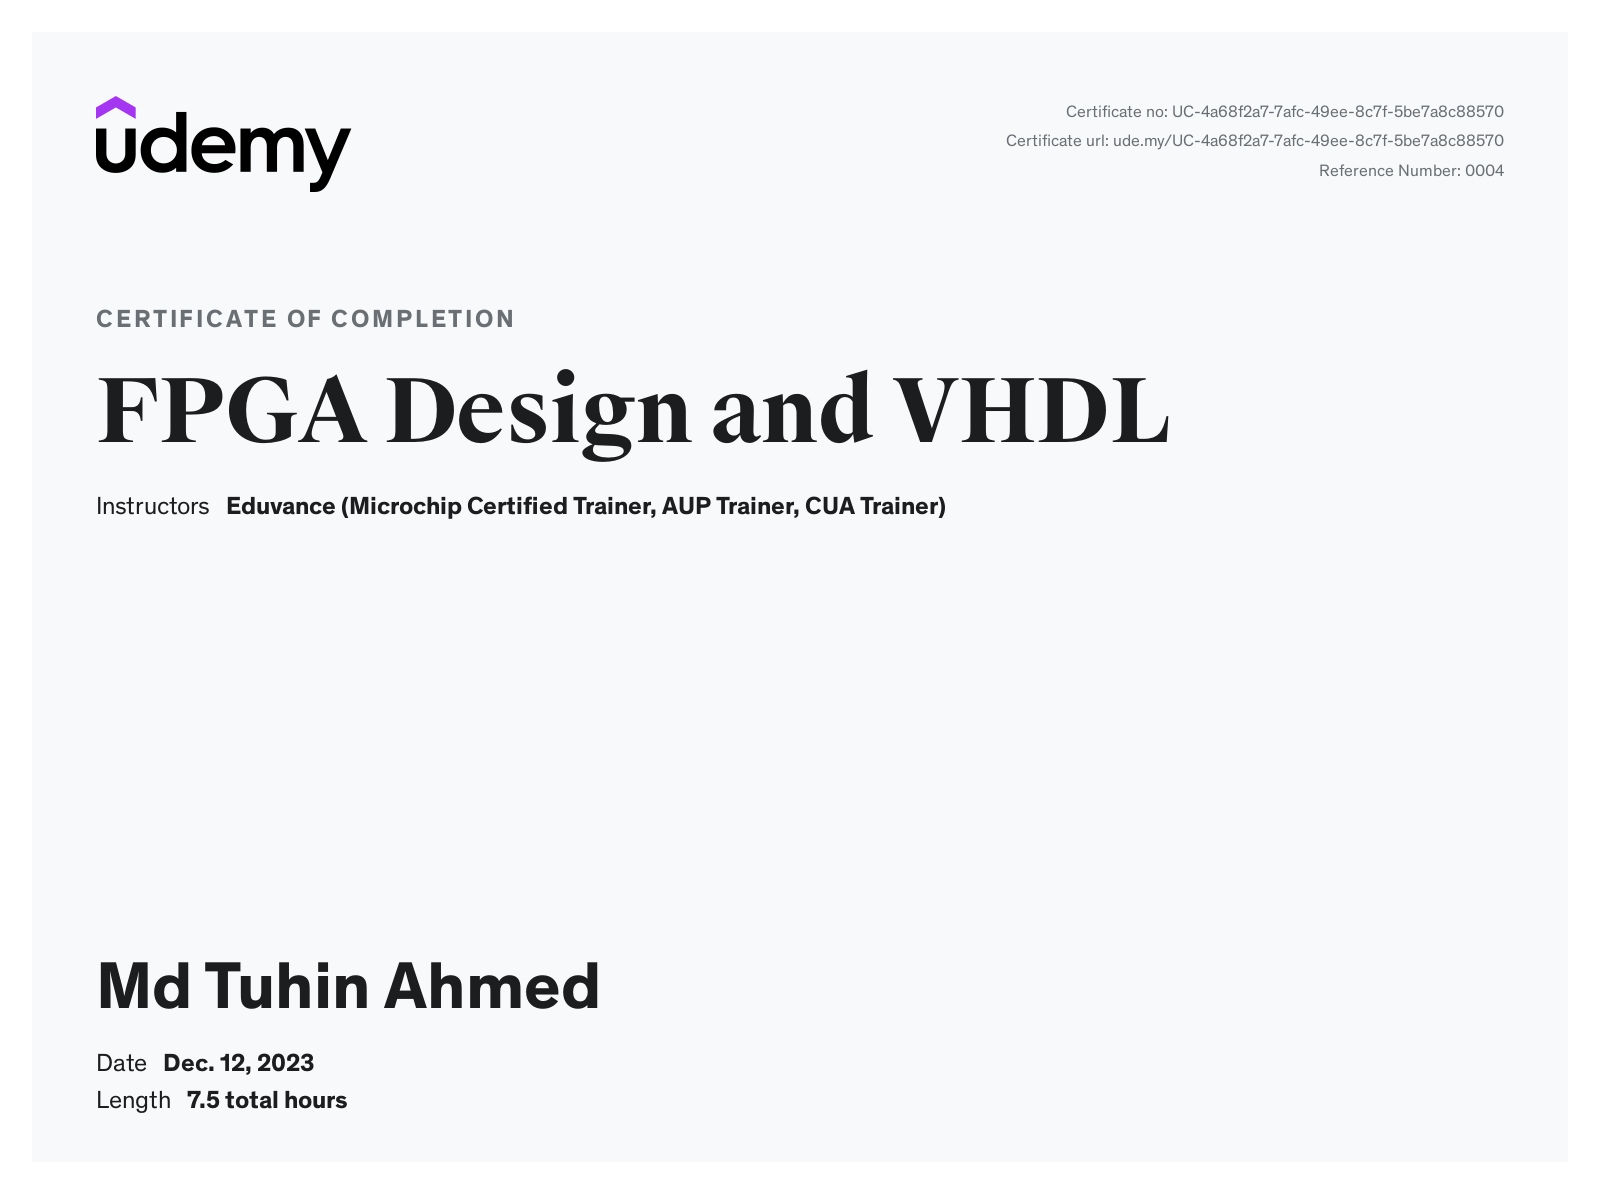 udemy
Certificate no: UC-4a68f2a7-7afc-49ee-8c7f-5be7a8c88570
Certificate url: ude.my/UC-4a68f2a7-7afc-49ee-8c7f-5be7a8c88570
Reference Number: 0004
CERTIFICATE OF COMPLETION
FPGA Design and VHDL
Instructors Eduvance (Microchip Certified Trainer, AUP Trainer, CUA Trainer)
Md Tuhin Ahmed
Date Dec. 12, 2023
Length 7.5 total hours